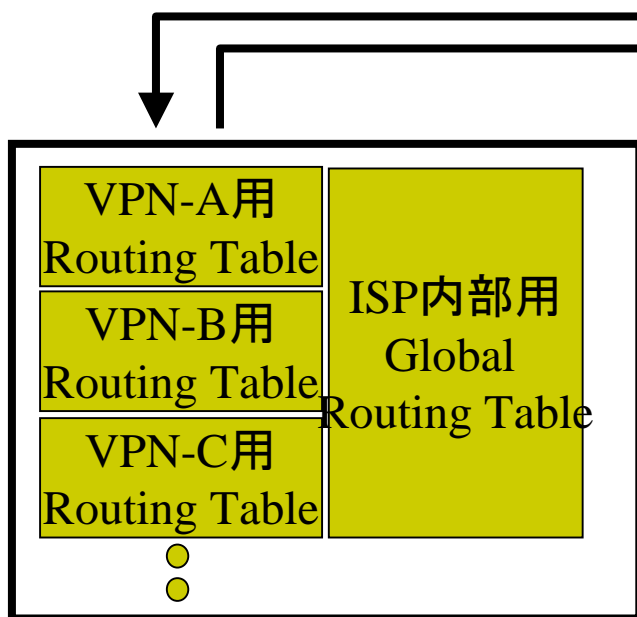 VPN-A用
Routing Table
VPN-B用
Routing Table
VPN-C用
Routing Table
ISP内部用
Global
Routing Table